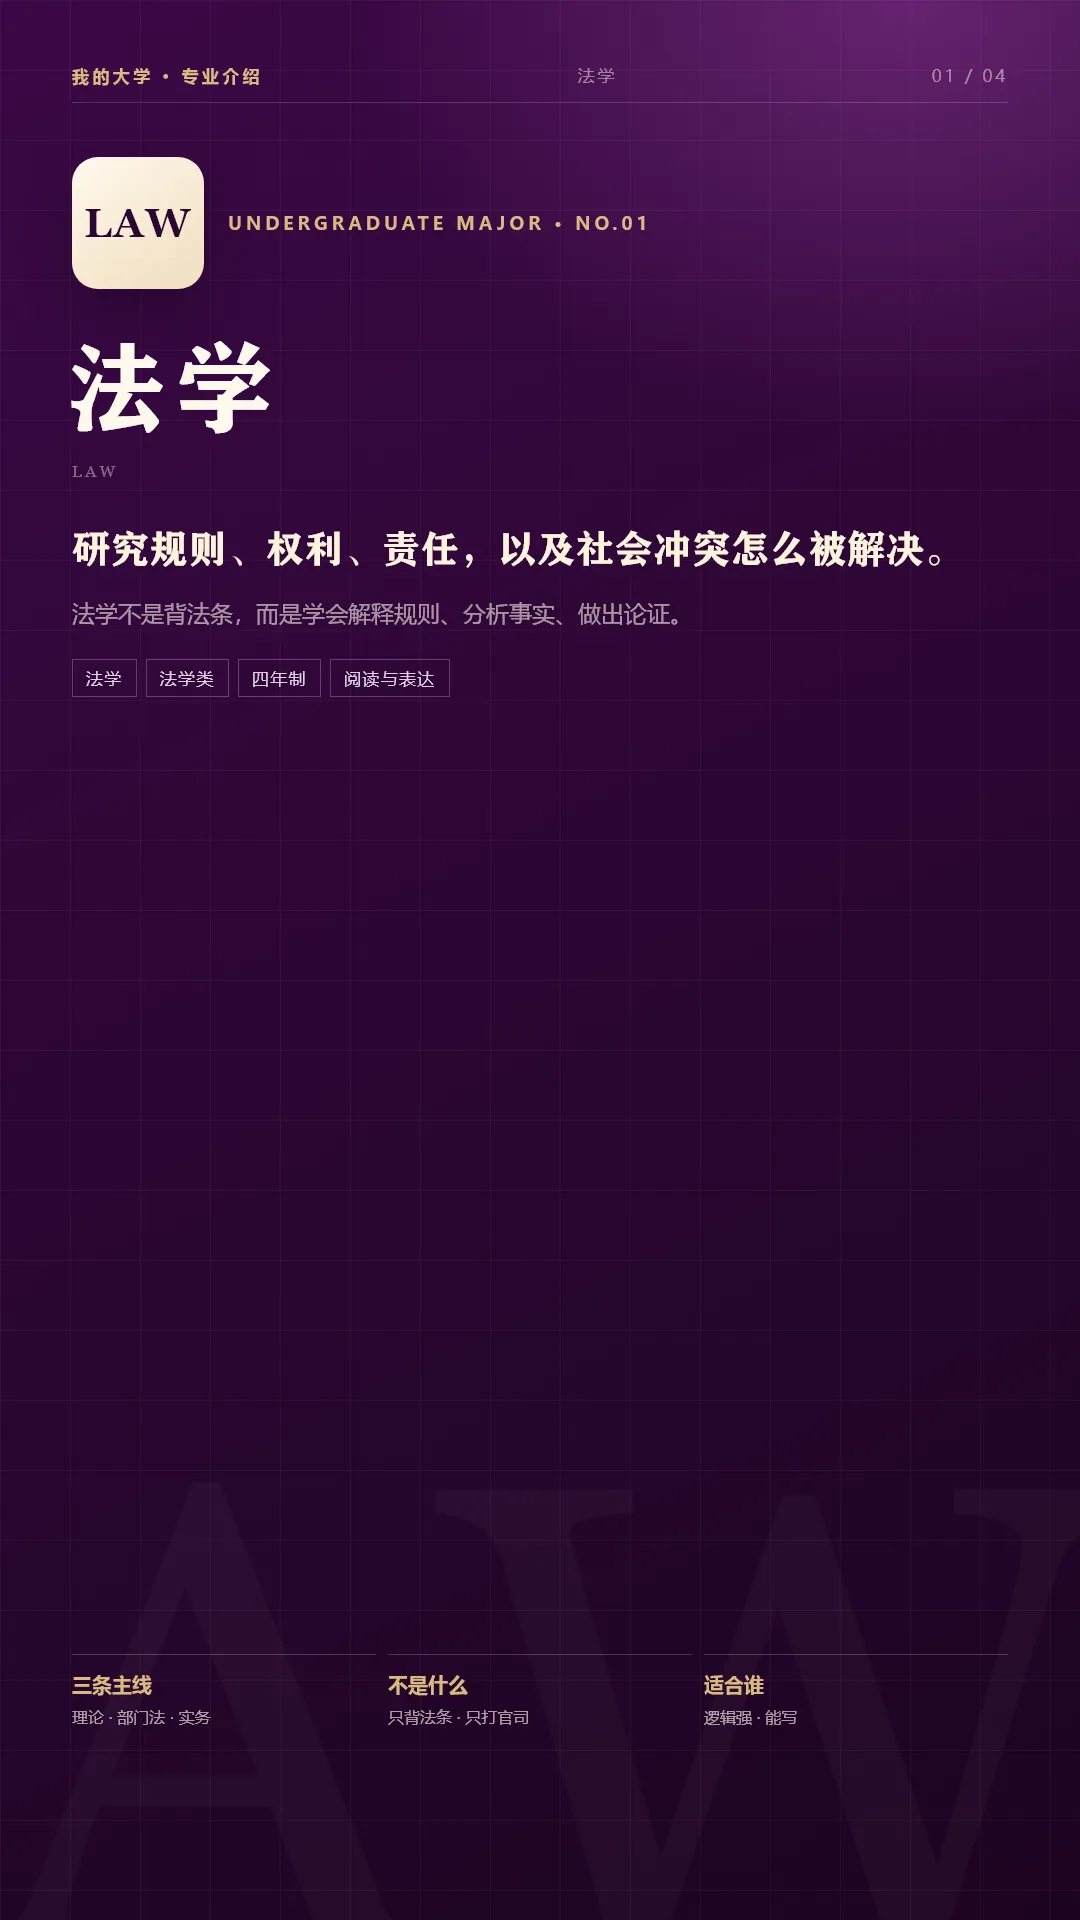 我的大学 · 专业介绍
法学
01 / 04
LAW
UNDERGRADUATE MAJOR · NO.01
法学
LAW
研究规则、权利、责任，以及社会冲突怎么被解决。
法学不是背法条，而是学会解释规则、分析事实、做出论证。
法学 法学类 四年制 阅读与表达
三条主线
理论 · 部门法 · 实务
不是什么
只背法条 · 只打官司
适合谁
逻辑强 · 能写
AW